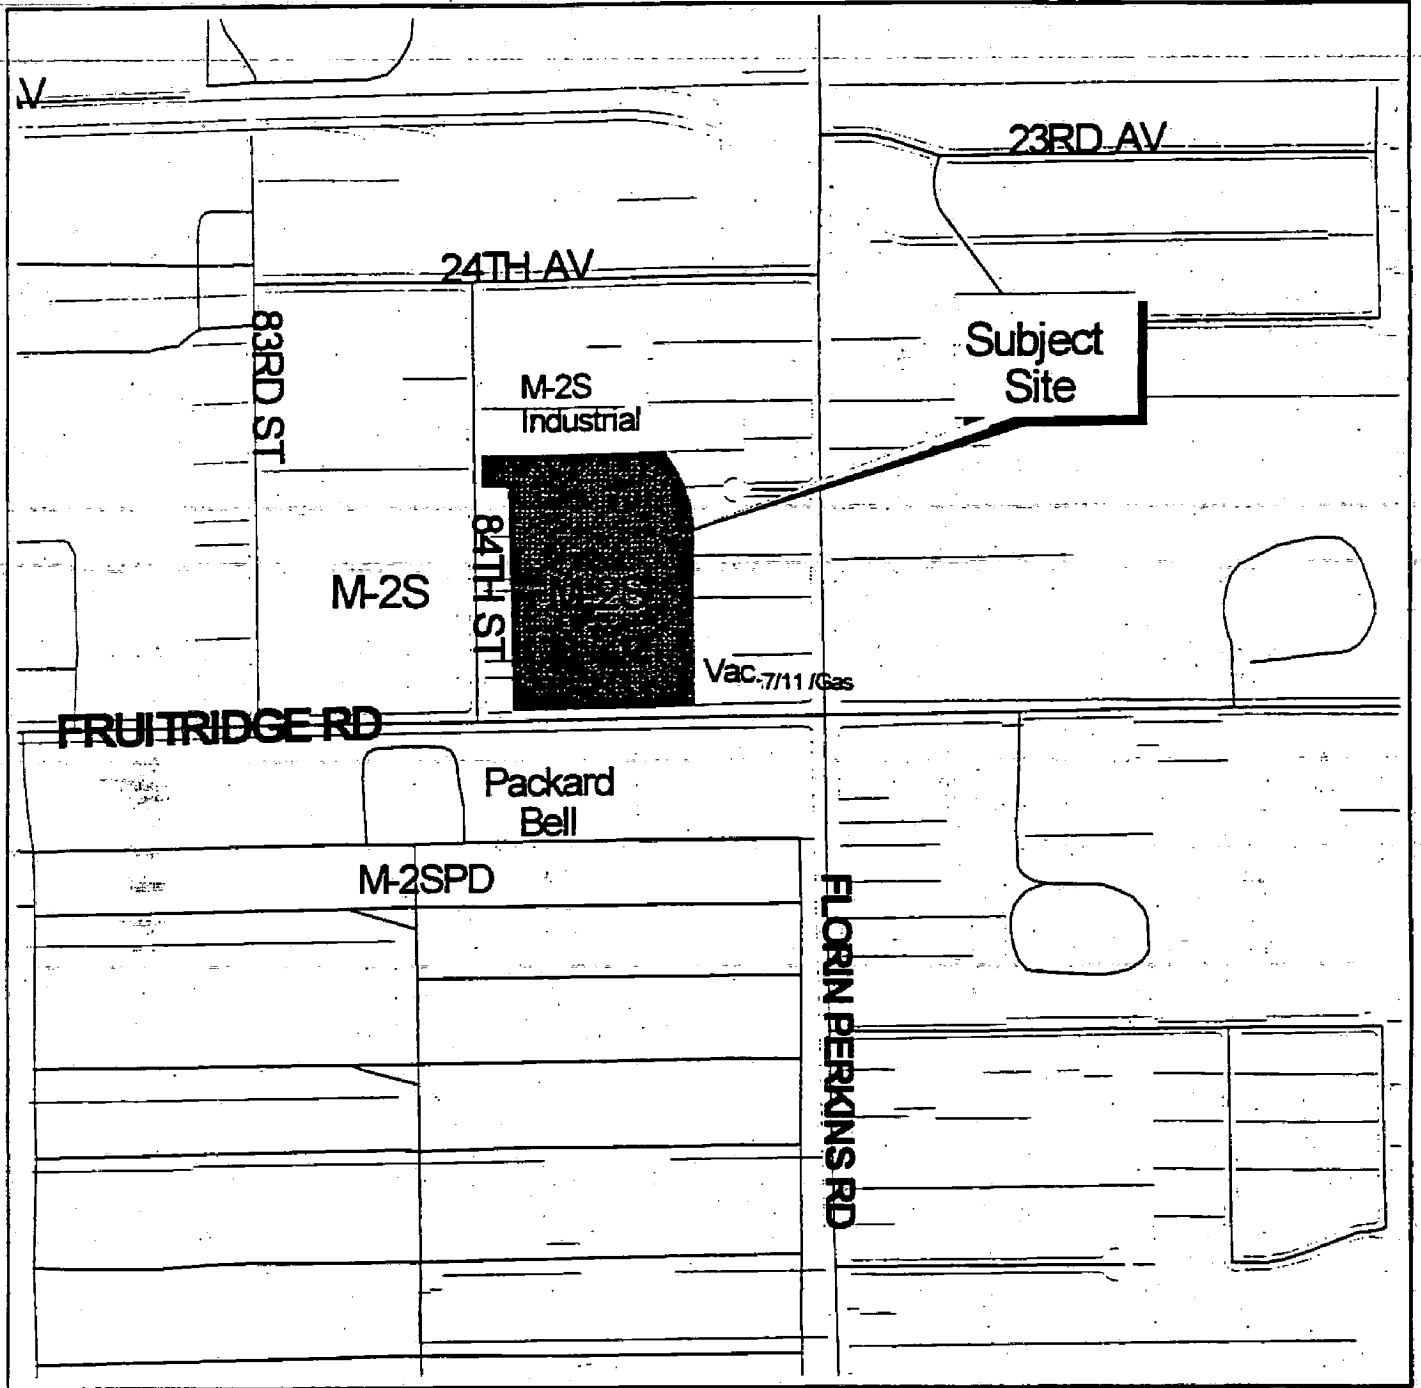 V
23RD AV
24TH AV
83RD ST
Subject
Site
M-2S
Industrial
84TH ST
M-2S
M-2S
Vac. 7/11 /Gas
FRUITRIDGE RD
Packard
Bell
M-2SPD
FLORIN PERKINS RD